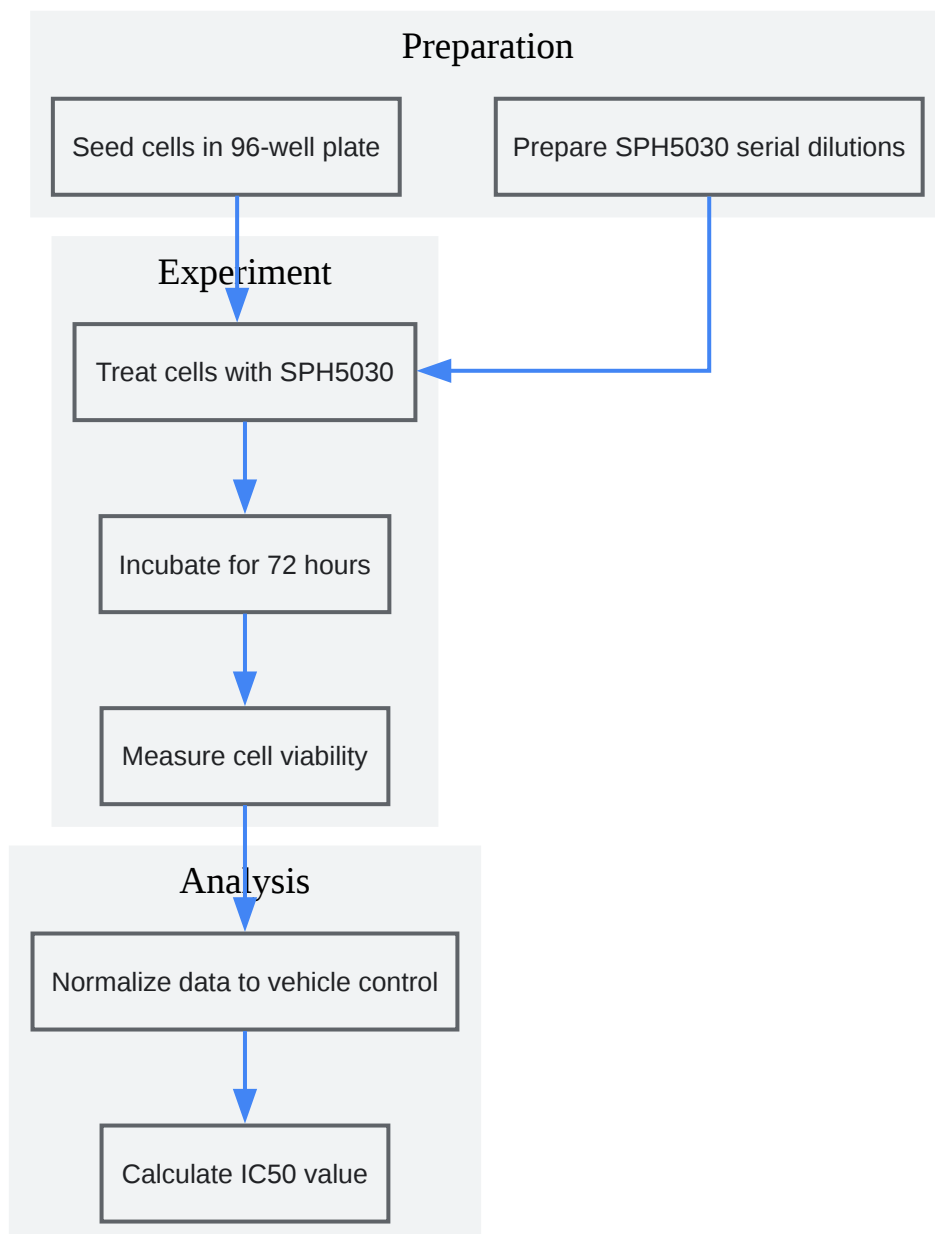 Preparation
Seed cells in 96-well plate
Prepare SPH5030 serial dilutions
Experiment
Treat cells with SPH5030
Incubate for 72 hours
Measure cell viability
Analysis
Normalize data to vehicle control
Calculate IC50 value